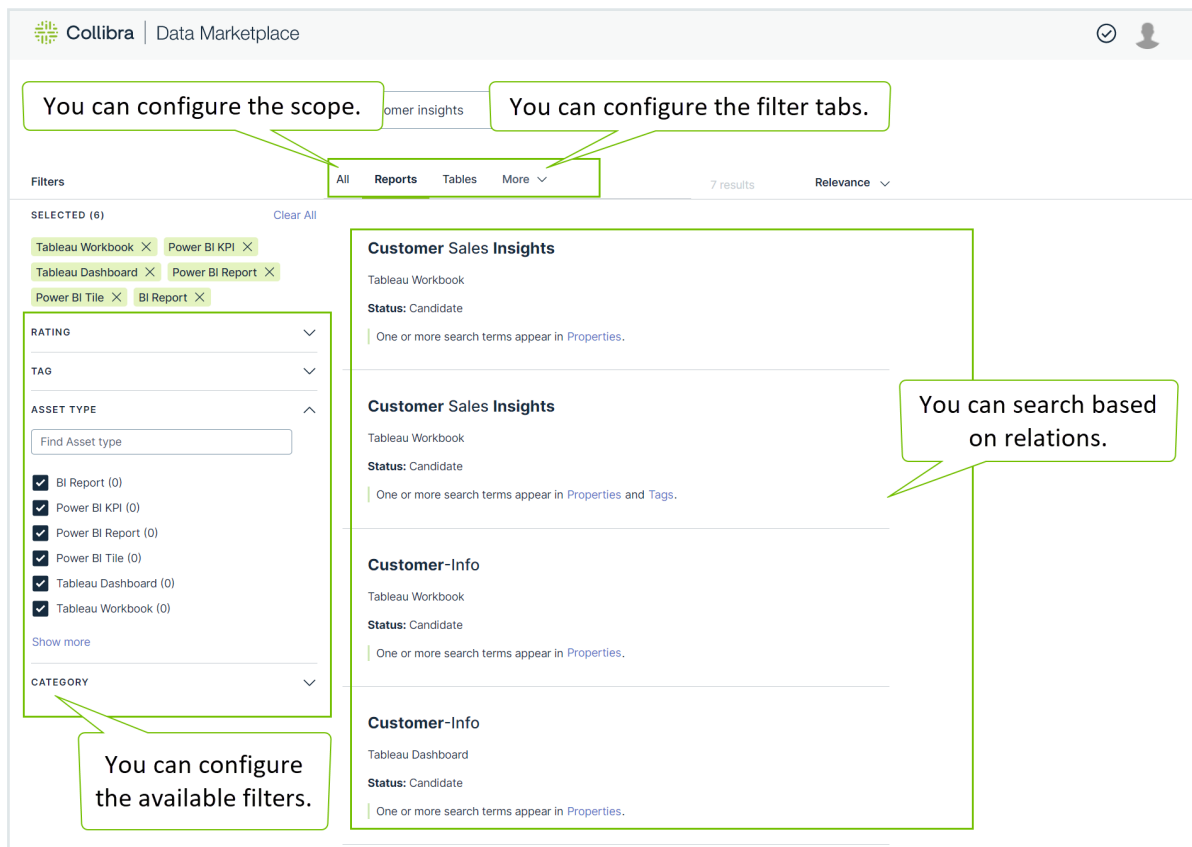 Collibra | Data Marketplace
You can configure the scope.
omer insights
You can configure the filter tabs.
Filters
All Reports Tables More
7 results
Relevance
SELECTED (6)
Clear All
Tableau Workbook Power BI KPI
Tableau Dashboard Power BI Report
Power BI Tile BI Report
RATING
TAG
ASSET TYPE
Find Asset type
BI Report (0)
Power BI KPI (0)
Power BI Report (0)
Power BI Tile (0)
Tableau Dashboard (0)
Tableau Workbook (0)
Show more
CATEGORY
You can configure
the available filters.
Customer Sales Insights
Tableau Workbook
Status: Candidate
One or more search terms appear in Properties.
Customer Sales Insights
Tableau Workbook
Status: Candidate
One or more search terms appear in Properties and Tags.
Customer-Info
Tableau Workbook
Status: Candidate
One or more search terms appear in Properties.
Customer-Info
Tableau Dashboard
Status: Candidate
One or more search terms appear in Properties.
You can search based
on relations.